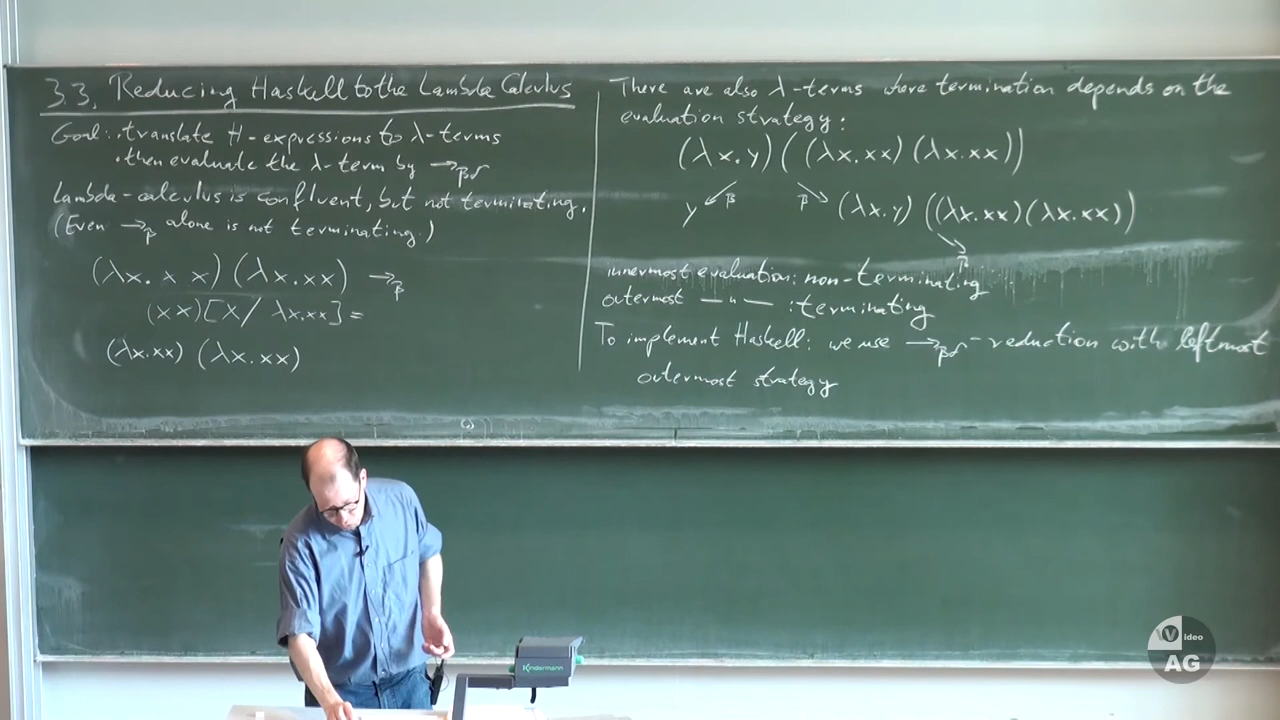 3.3. Reducing Haskell to the Lambda Calculus
Goal: · translate H-expressions to λ-terms
· then evaluate the λ-term by →βδ
Lambda-calculus is confluent, but not terminating.
(Even →β alone is not terminating.)
(λx. x x) (λx. xx) →β
(xx)[x/ λx.xx] =
(λx.xx) (λx.xx)
There are also λ-terms where termination depends on the
evaluation strategy:
(λx.y)((λx.xx)(λx.xx))
y ↙β ↘β (λx.y)((λx.xx)(λx.xx))
↘β
innermost evaluation: non-terminating
outermost —"— : terminating
To implement Haskell: we use →βδ-reduction with leftmost
outermost strategy
Kindermann
Video
AG